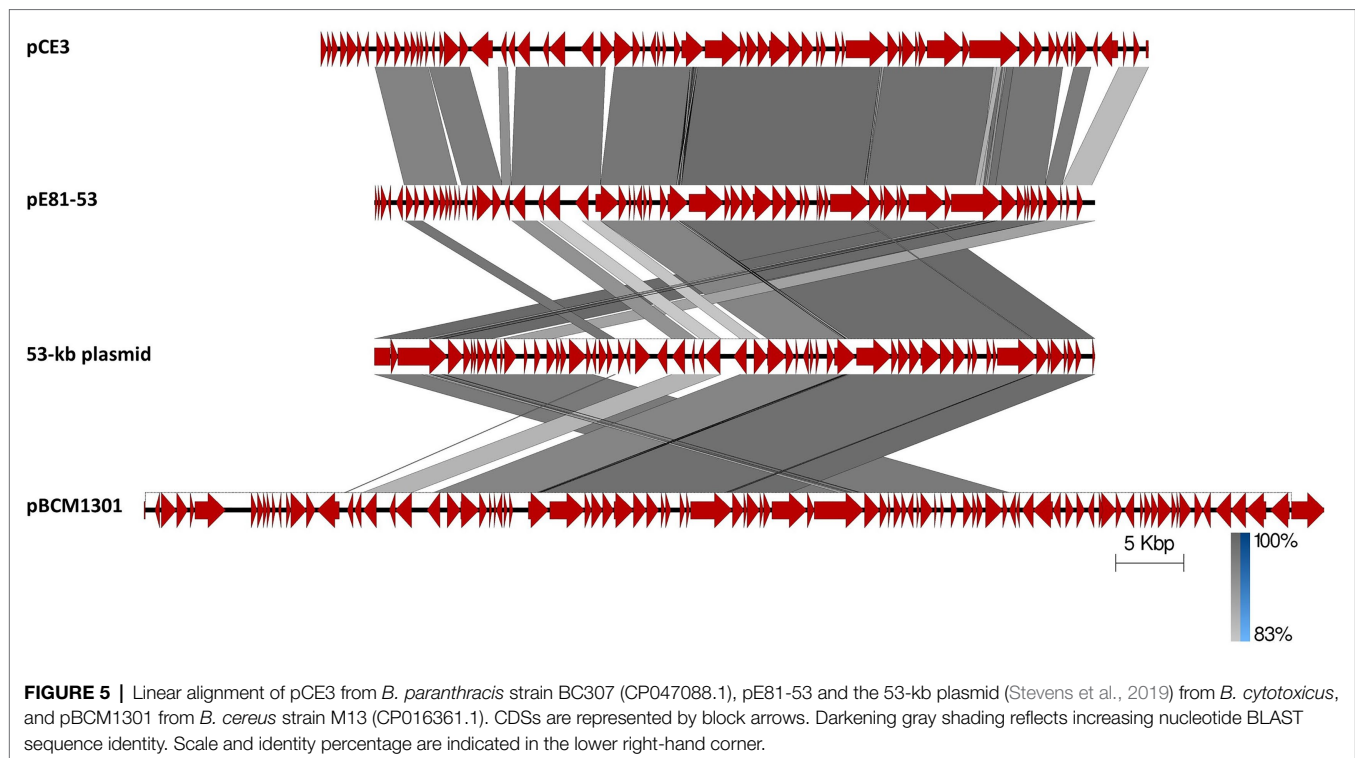 pCE3
pE81-53
53-kb plasmid
pBCM1301
5 Kbp
100%
83%
FIGURE 5 | Linear alignment of pCE3 from B. paranthracis strain BC307 (CP047088.1), pE81-53 and the 53-kb plasmid (Stevens et al., 2019) from B. cytotoxicus,
and pBCM1301 from B. cereus strain M13 (CP016361.1). CDSs are represented by block arrows. Darkening gray shading reflects increasing nucleotide BLAST
sequence identity. Scale and identity percentage are indicated in the lower right-hand corner.